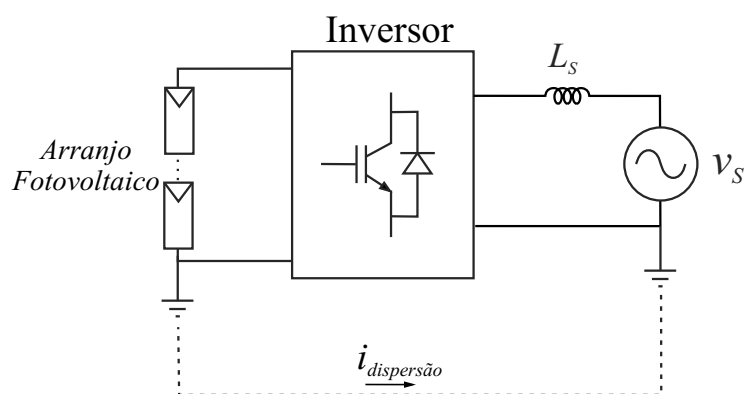 Inversor
L_S
Arranjo
Fotovoltaico
v_S
i_dispersão